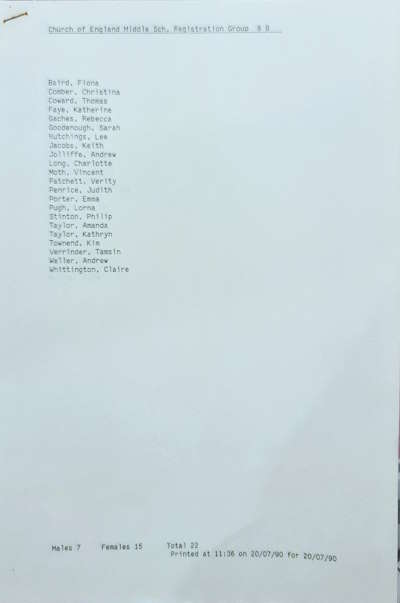 Church of England Middle Sch. Registration Group 8 B
Baird, Fiona
Comber, Christina
Coward, Thomas
Faye, Katherine
Gaches, Rebecca
Goodenough, Sarah
Hutchings, Lee
Jacobs, Keith
Jolliffe, Andrew
Long, Charlotte
Moth, Vincent
Patchett, Verity
Penrice, Judith
Porter, Emma
Pugh, Lorna
Stinton, Philip
Taylor, Amanda
Taylor, Kathryn
Townend, Kim
Verrinder, Tamsin
Waller, Andrew
Whittington, Claire
Males 7 Females 15 Total 22
Printed at 11:36 on 20/07/90 for 20/07/90